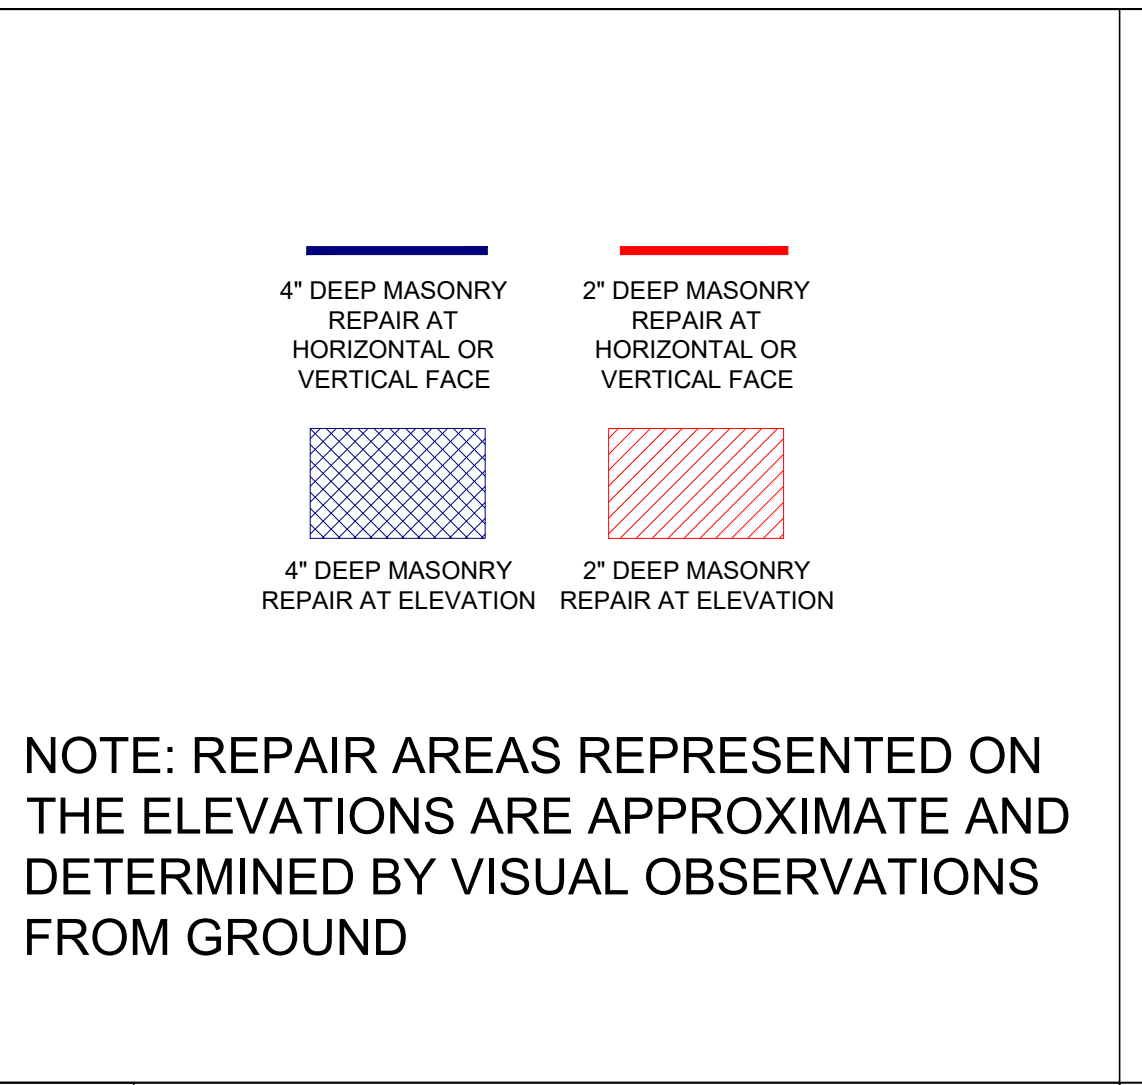 4" DEEP MASONRY
REPAIR AT
HORIZONTAL OR
VERTICAL FACE
2" DEEP MASONRY
REPAIR AT
HORIZONTAL OR
VERTICAL FACE
4" DEEP MASONRY
REPAIR AT ELEVATION
2" DEEP MASONRY
REPAIR AT ELEVATION
NOTE: REPAIR AREAS REPRESENTED ON
THE ELEVATIONS ARE APPROXIMATE AND
DETERMINED BY VISUAL OBSERVATIONS
FROM GROUND